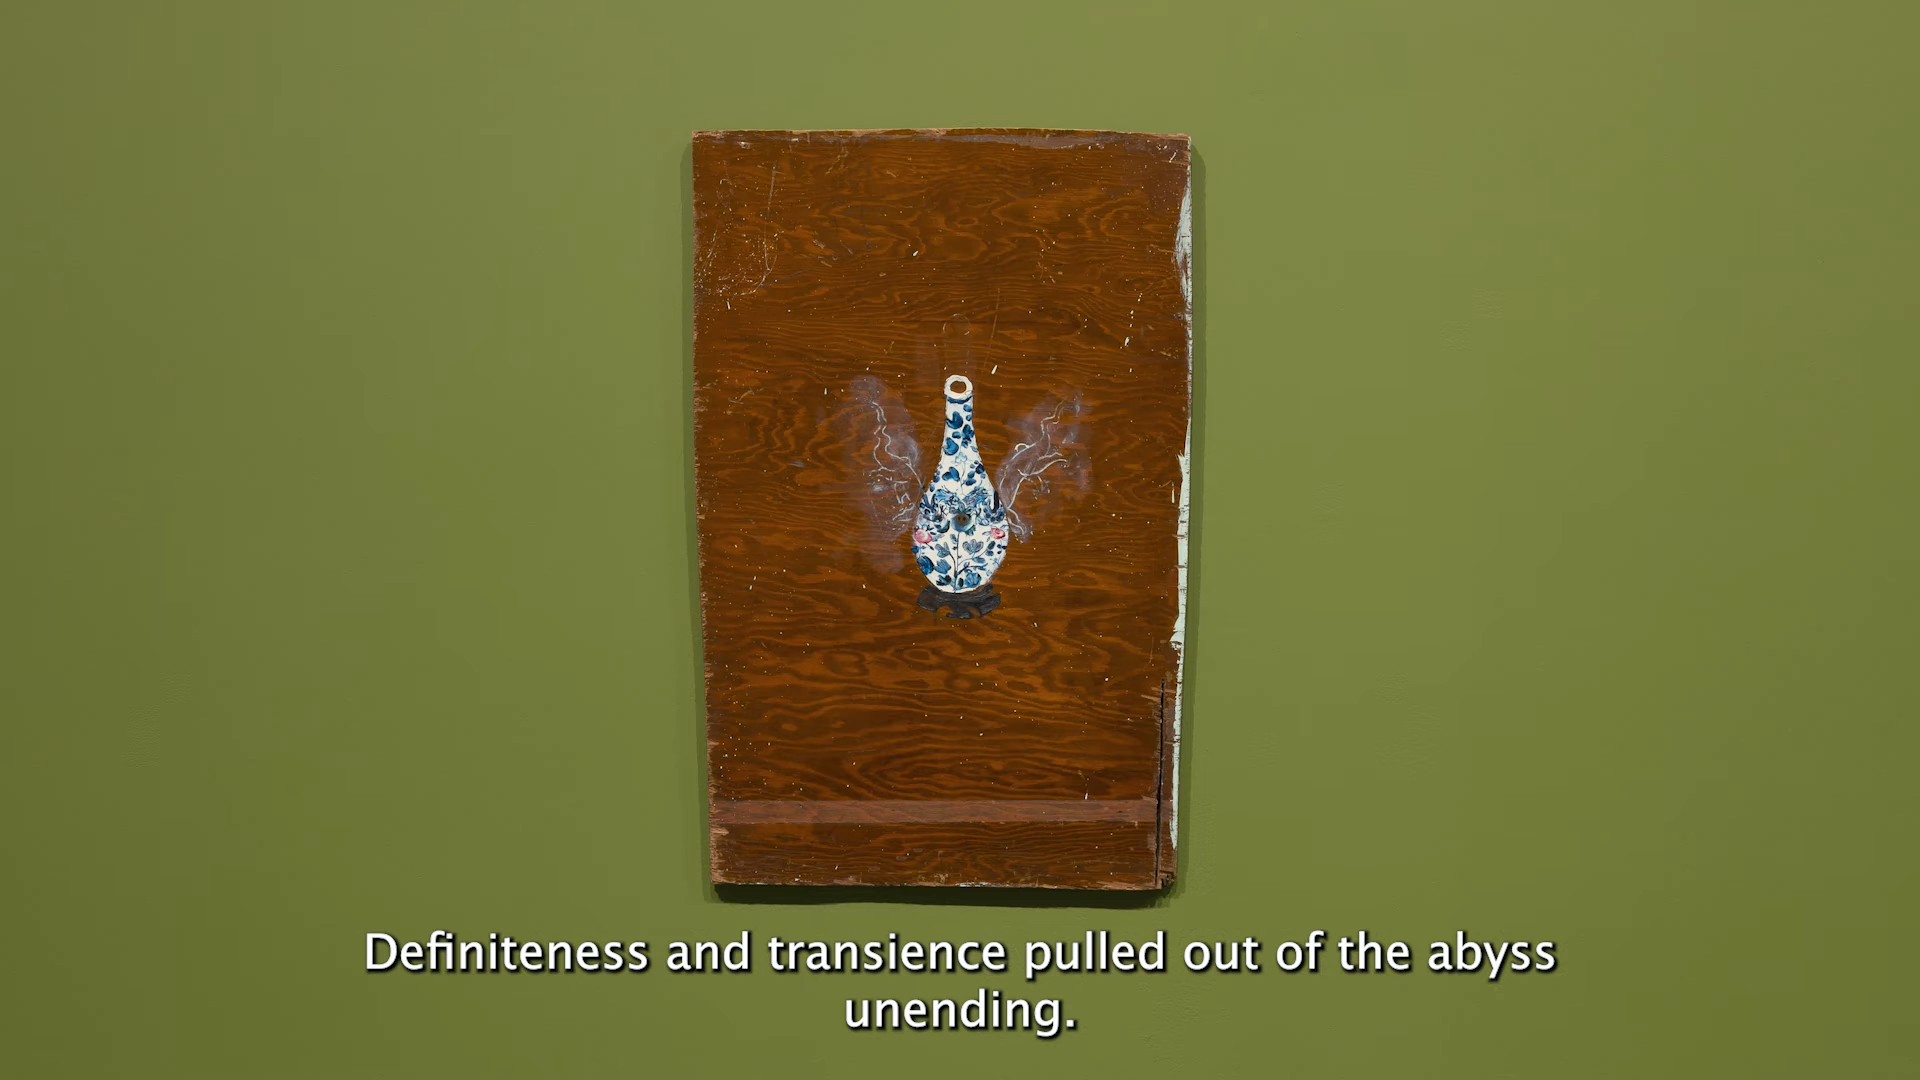 Definiteness and transience pulled out of the abyss
unending.